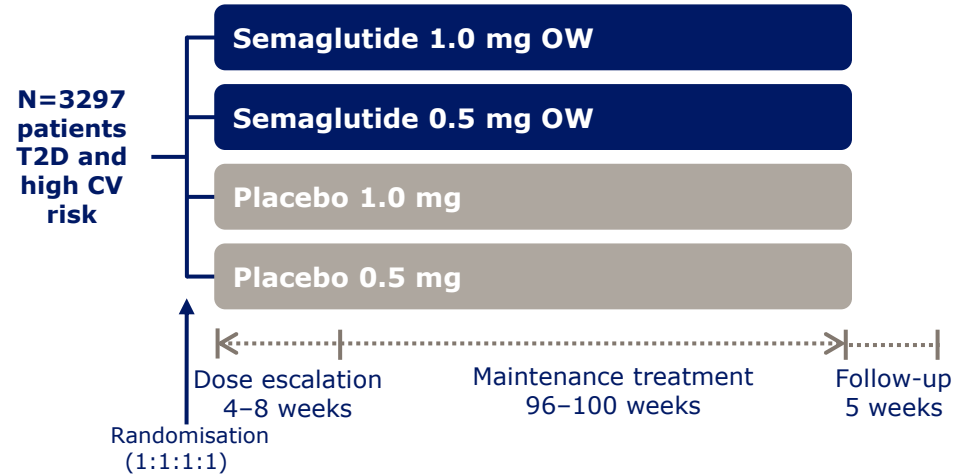 Semaglutide 1.0 mg OW
N=3297
patients
T2D and
high CV
risk
Semaglutide 0.5 mg OW
Placebo 1.0 mg
Placebo 0.5 mg
Dose escalation
4–8 weeks
Maintenance treatment
96–100 weeks
Follow-up
5 weeks
Randomisation
(1:1:1:1)